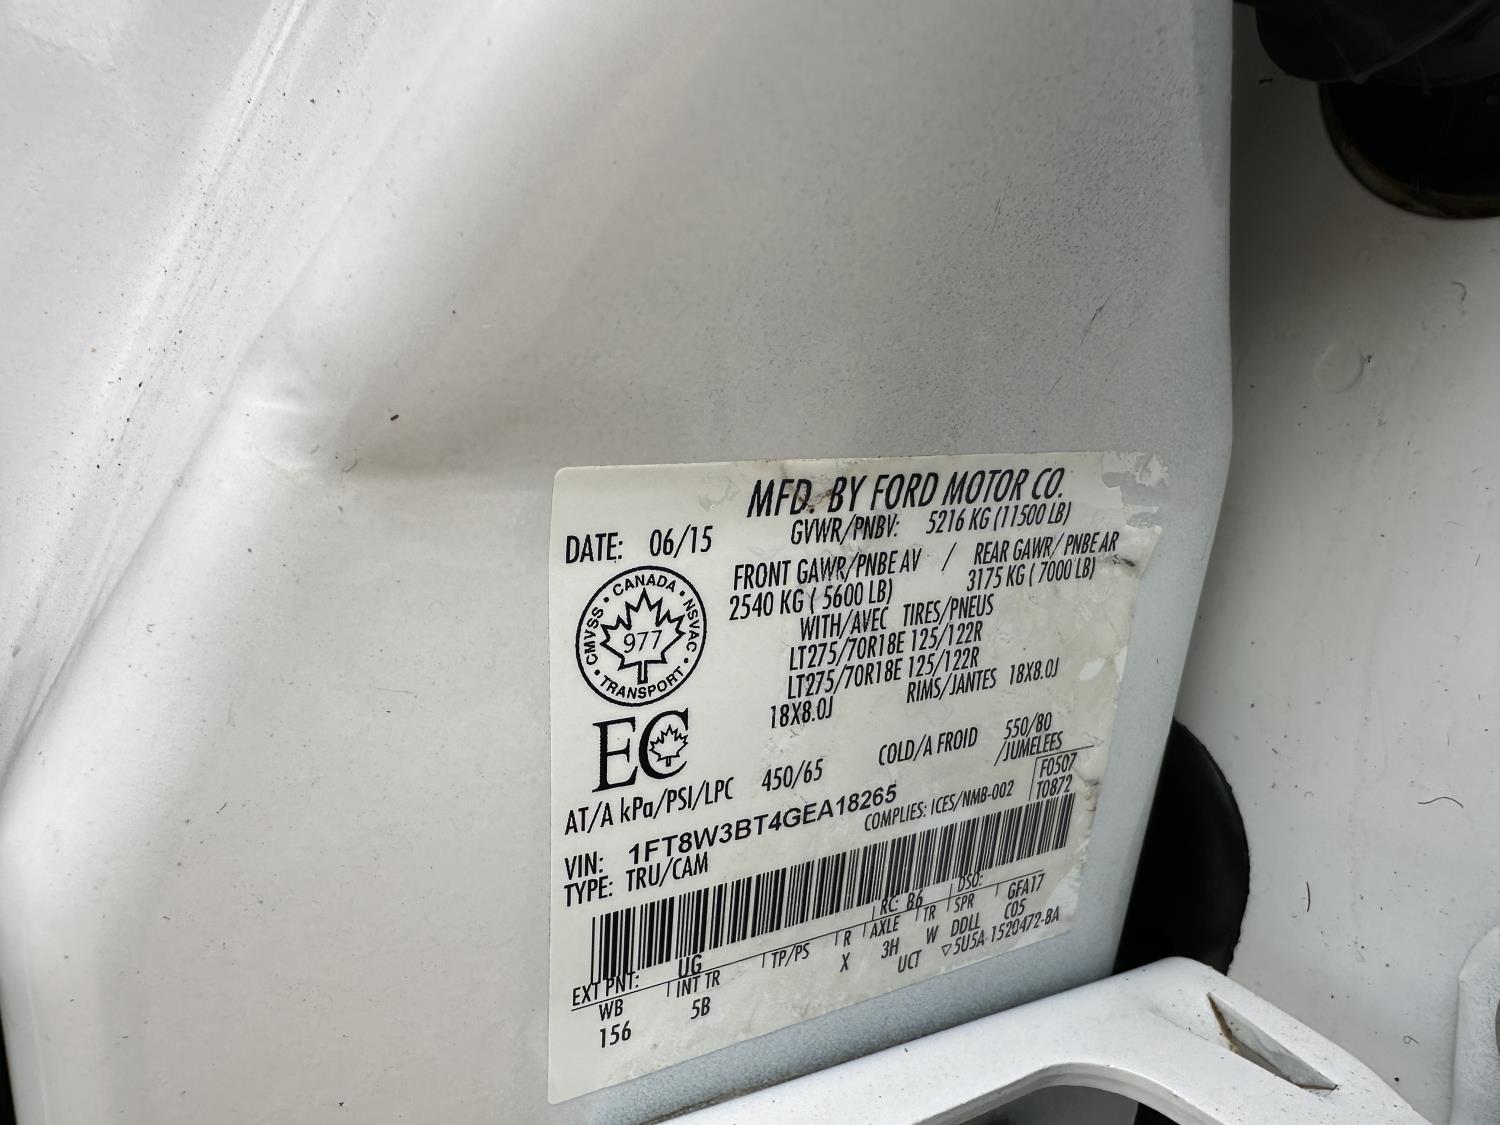 MFD. BY FORD MOTOR CO.
DATE: 06/15
GVWR/PNBV: 5216 KG (11500 LB)
FRONT GAWR/PNBE AV / REAR GAWR/ PNBE AR
2540 KG ( 5600 LB) 3175 KG ( 7000 LB)
WITH/AVEC TIRES/PNEUS
LT275/70R18E 125/122R
LT275/70R18E 125/122R
18X8.0J RIMS/JANTES 18X8.0J
CMVSS • CANADA • NSVAC • TRANSPORT •
977
EC
AT/A kPa/PSI/LPC 450/65 COLD/A FROID 550/80
/JUMELEES
VIN: 1FT8W3BT4GEA18265
COMPLIES: ICES/NMB-002
F0507
T0872
TYPE: TRU/CAM
EXT PNT: UG RC: B6 DSO:
WB INT TR TP/PS R AXLE TR SPR GFA17
156 5B X 3H W DDLL C05
UCT ▽5U5A-1520472-BA